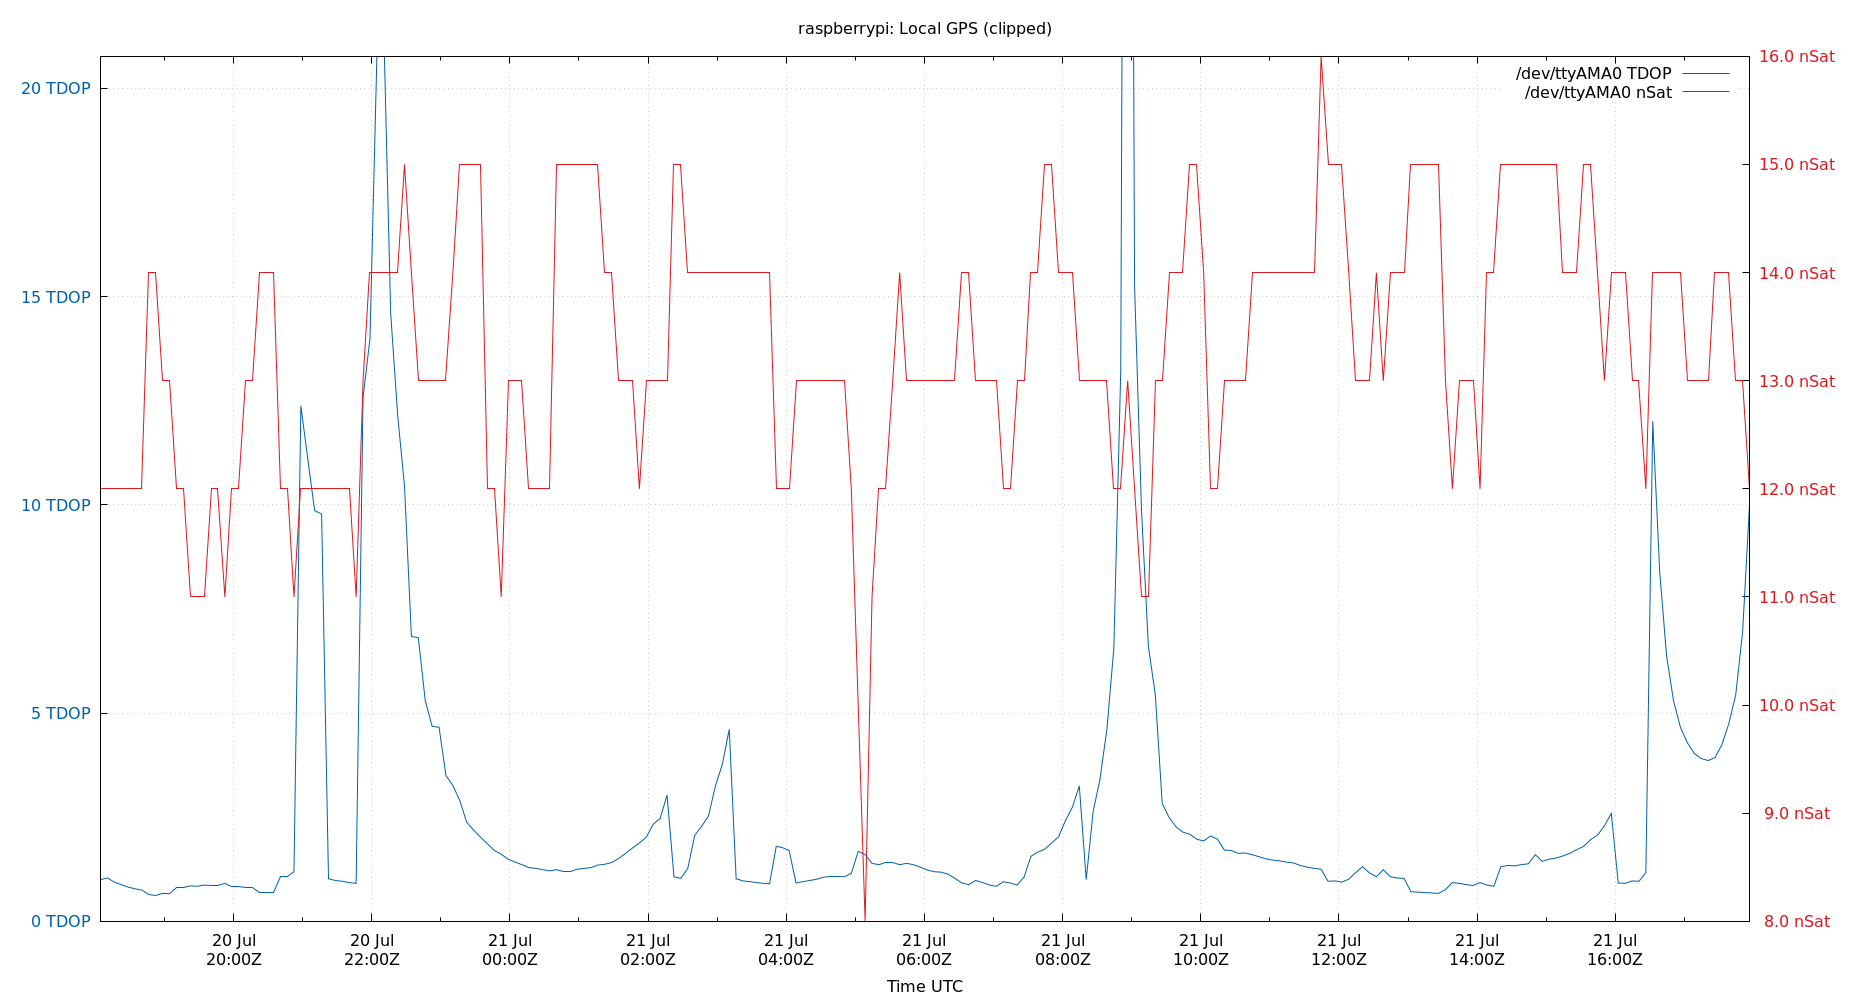 raspberrypi: Local GPS (clipped)
/dev/ttyAMA0 TDOP
/dev/ttyAMA0 nSat
20 TDOP
15 TDOP
10 TDOP
5 TDOP
0 TDOP
16.0 nSat
15.0 nSat
14.0 nSat
13.0 nSat
12.0 nSat
11.0 nSat
10.0 nSat
9.0 nSat
8.0 nSat
20 Jul 20 Jul 21 Jul 21 Jul 21 Jul 21 Jul 21 Jul 21 Jul 21 Jul 21 Jul 21 Jul
20:00Z 22:00Z 00:00Z 02:00Z 04:00Z 06:00Z 08:00Z 10:00Z 12:00Z 14:00Z 16:00Z
Time UTC